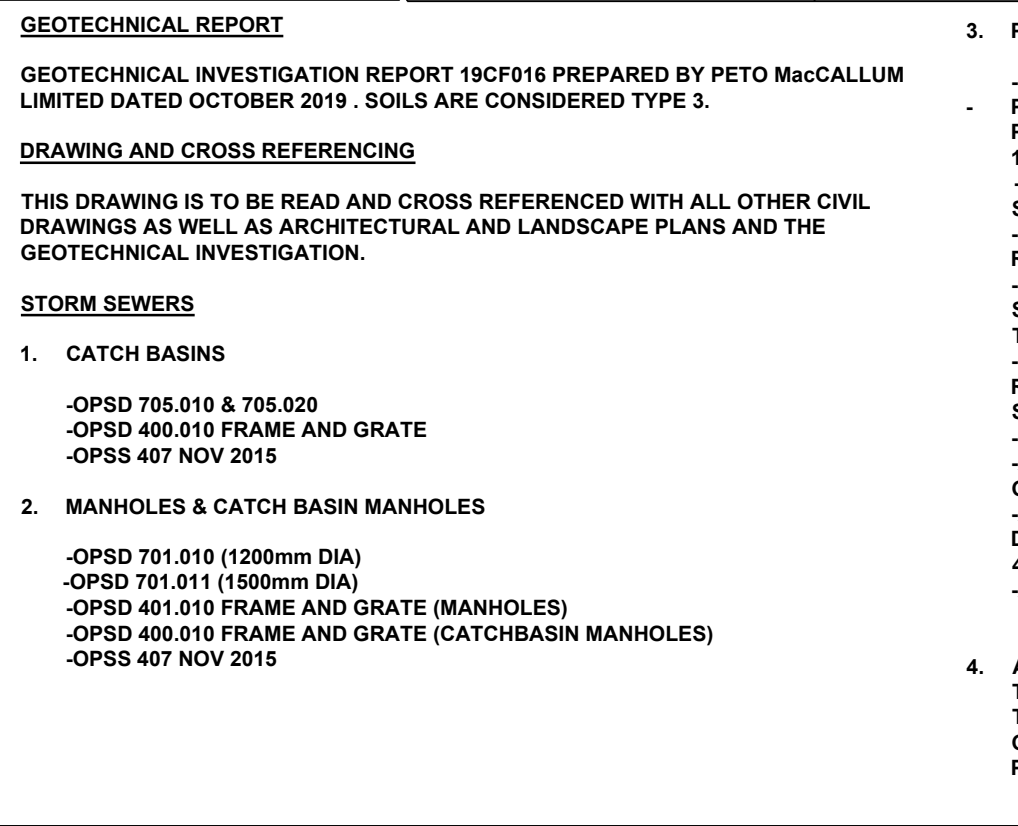 GEOTECHNICAL REPORT
GEOTECHNICAL INVESTIGATION REPORT 19CF016 PREPARED BY PETO MacCALLUM
LIMITED DATED OCTOBER 2019 . SOILS ARE CONSIDERED TYPE 3.
DRAWING AND CROSS REFERENCING
THIS DRAWING IS TO BE READ AND CROSS REFERENCED WITH ALL OTHER CIVIL
DRAWINGS AS WELL AS ARCHITECTURAL AND LANDSCAPE PLANS AND THE
GEOTECHNICAL INVESTIGATION.
STORM SEWERS
1. CATCH BASINS
-OPSD 705.010 & 705.020
-OPSD 400.010 FRAME AND GRATE
-OPSS 407 NOV 2015
2. MANHOLES & CATCH BASIN MANHOLES
-OPSD 701.010 (1200mm DIA)
-OPSD 701.011 (1500mm DIA)
-OPSD 401.010 FRAME AND GRATE (MANHOLES)
-OPSD 400.010 FRAME AND GRATE (CATCHBASIN MANHOLES)
-OPSS 407 NOV 2015
3.
4.